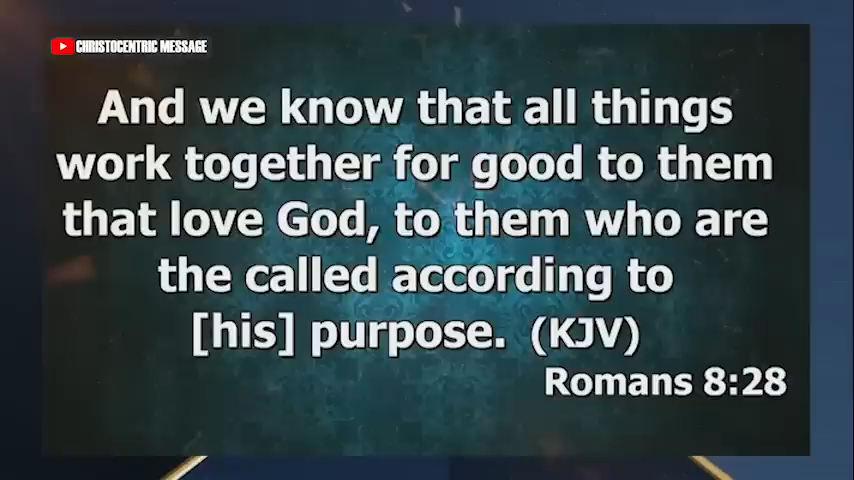 CHRISTOCENTRIC MESSAGE
And we know that all things
work together for good to them
that love God, to them who are
the called according to
[his] purpose. (KJV)
Romans 8:28